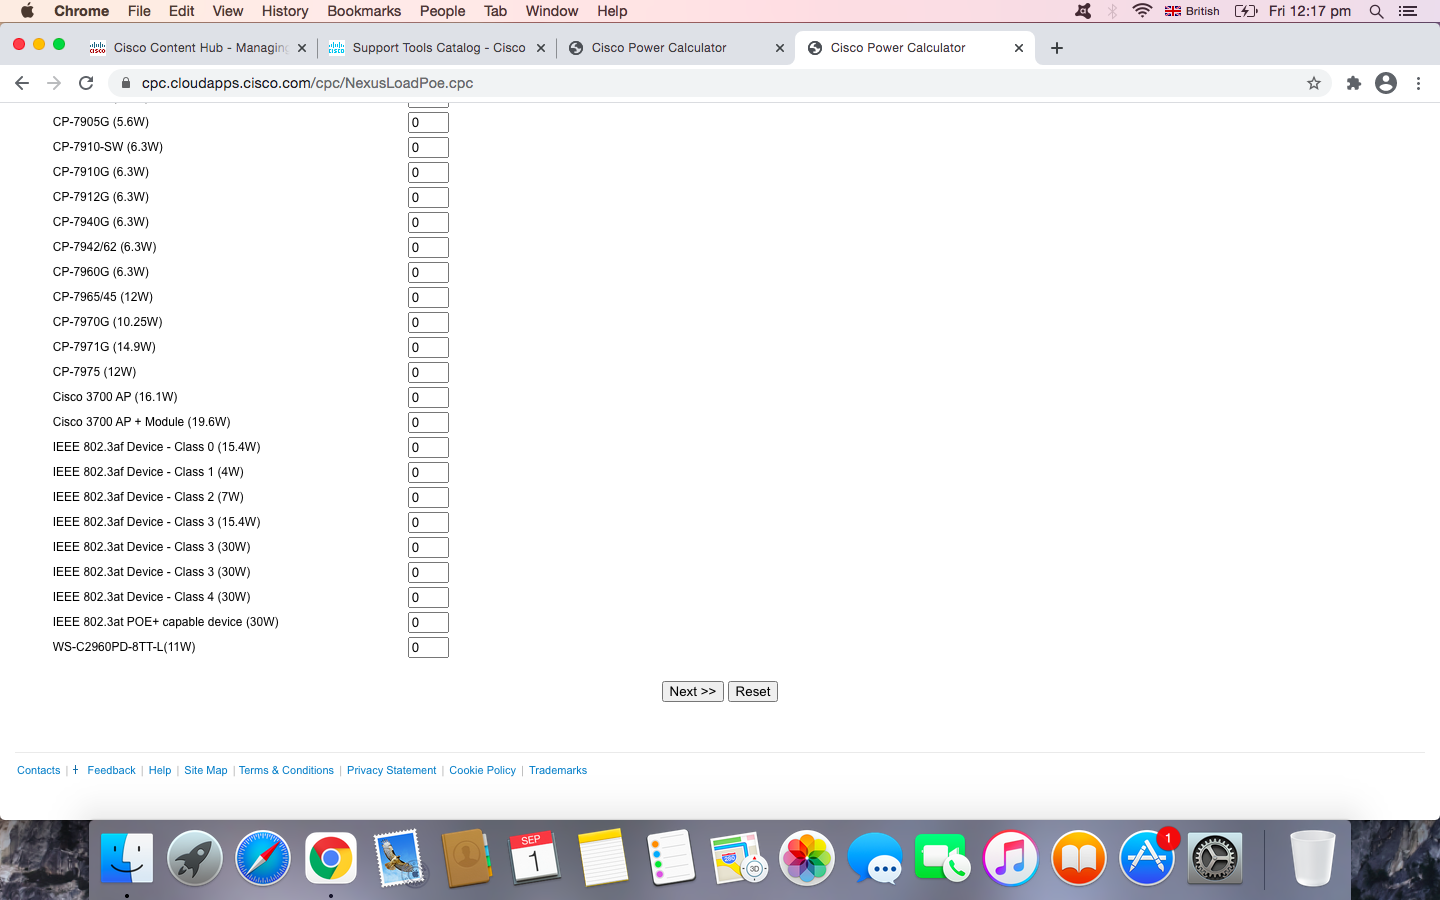 Chrome File Edit View History Bookmarks People Tab Window Help British Fri 12:17 pm
Cisco Content Hub - Managing Support Tools Catalog - Cisco Cisco Power Calculator Cisco Power Calculator
cpc.cloudapps.cisco.com/cpc/NexusLoadPoe.cpc
CP-7905G (5.6W) 0
CP-7910-SW (6.3W) 0
CP-7910G (6.3W) 0
CP-7912G (6.3W) 0
CP-7940G (6.3W) 0
CP-7942/62 (6.3W) 0
CP-7960G (6.3W) 0
CP-7965/45 (12W) 0
CP-7970G (10.25W) 0
CP-7971G (14.9W) 0
CP-7975 (12W) 0
Cisco 3700 AP (16.1W) 0
Cisco 3700 AP + Module (19.6W) 0
IEEE 802.3af Device - Class 0 (15.4W) 0
IEEE 802.3af Device - Class 1 (4W) 0
IEEE 802.3af Device - Class 2 (7W) 0
IEEE 802.3af Device - Class 3 (15.4W) 0
IEEE 802.3at Device - Class 3 (30W) 0
IEEE 802.3at Device - Class 3 (30W) 0
IEEE 802.3at Device - Class 4 (30W) 0
IEEE 802.3at POE+ capable device (30W) 0
WS-C2960PD-8TT-L(11W) 0
Next >> Reset
Contacts | ƚ Feedback | Help | Site Map | Terms & Conditions | Privacy Statement | Cookie Policy | Trademarks
SEP
1
280
3D
1